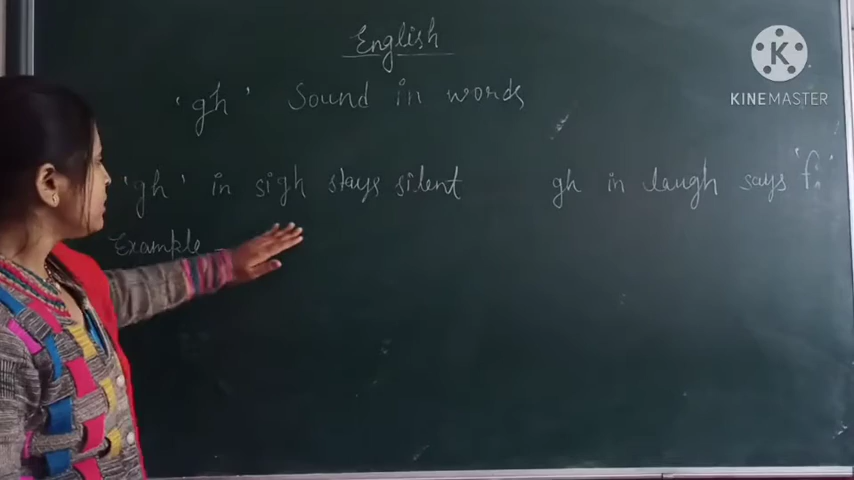 English
'gh' Sound in words
'gh' in sigh stays silent gh in laugh says 'f'.
Example -
K
KINEMASTER